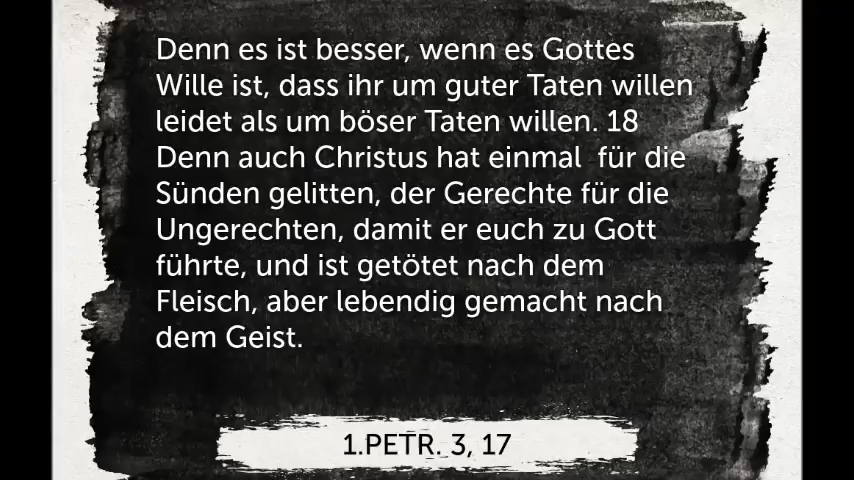 Denn es ist besser, wenn es Gottes
Wille ist, dass ihr um guter Taten willen
leidet als um böser Taten willen. 18
Denn auch Christus hat einmal  für die
Sünden gelitten, der Gerechte für die
Ungerechten, damit er euch zu Gott
führte, und ist getötet nach dem
Fleisch, aber lebendig gemacht nach
dem Geist.
1.PETR. 3, 17